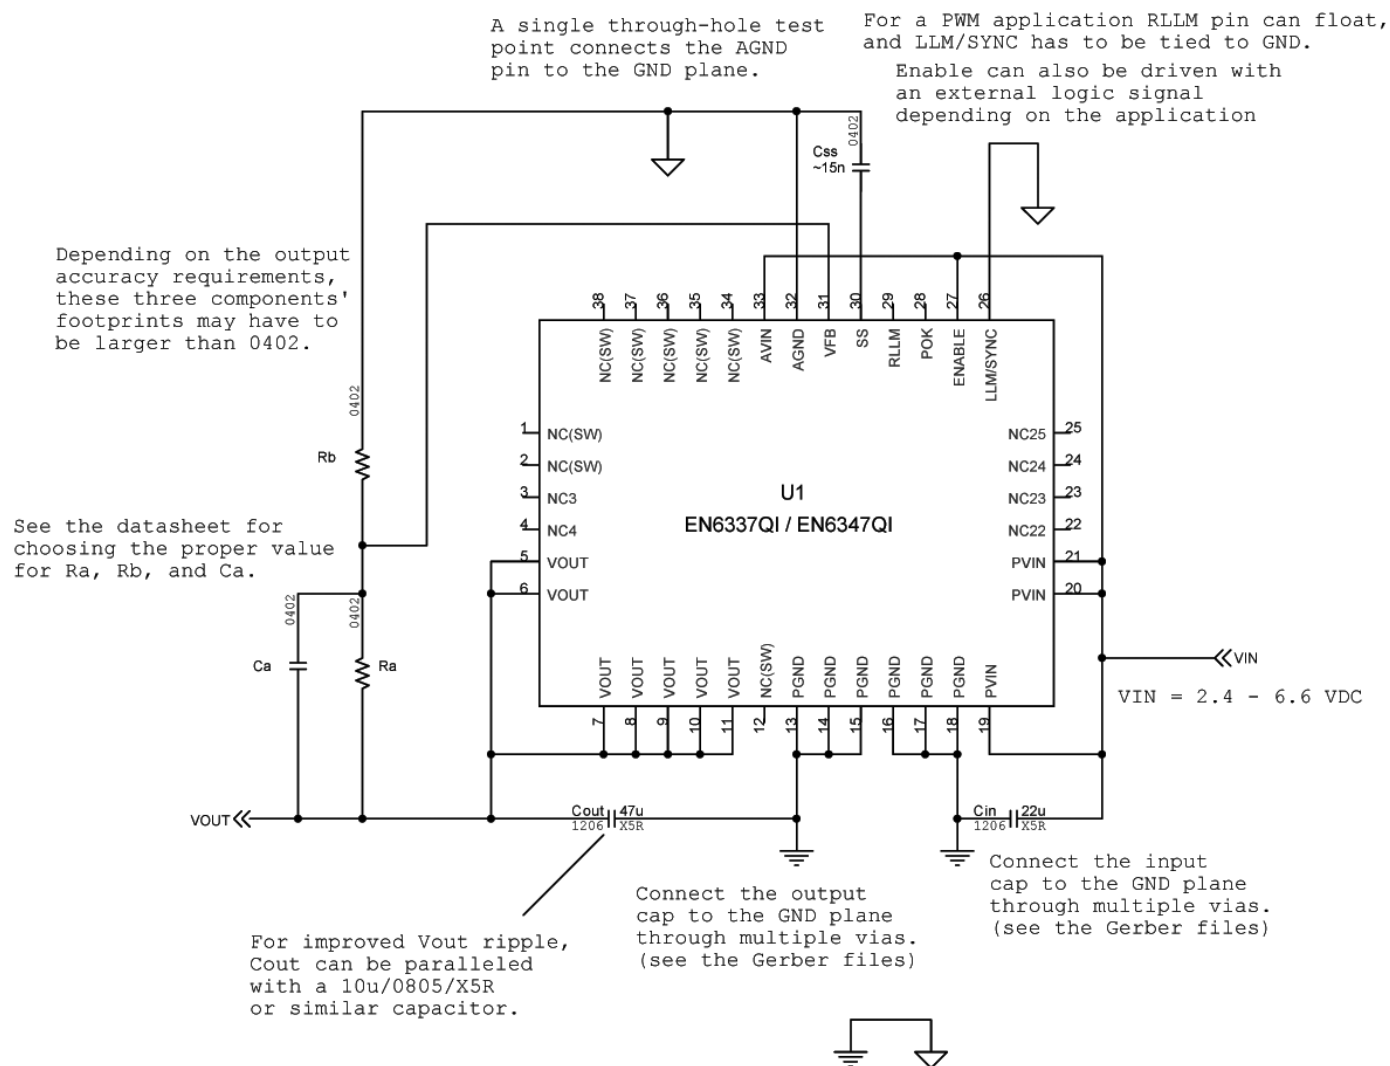 A single through-hole test
point connects the AGND
pin to the GND plane.
For a PWM application RLLM pin can float,
and LLM/SYNC has to be tied to GND.
Enable can also be driven with
an external logic signal
depending on the application
0402
Css
~15n
Depending on the output
accuracy requirements,
these three components'
footprints may have to
be larger than 0402.
38
37
36
35
34
33
32
31
30
29
28
27
26
NC(SW)
NC(SW)
NC(SW)
NC(SW)
NC(SW)
AVIN
AGND
VFB
SS
RLLM
POK
ENABLE
LLM/SYNC
0402
Rb
See the datasheet for
choosing the proper value
for Ra, Rb, and Ca.
1 NC(SW)
2 NC(SW)
3 NC3
4 NC4
5 VOUT
6 VOUT
U1
EN6337QI / EN6347QI
NC25 25
NC24 24
NC23 23
NC22 22
PVIN 21
PVIN 20
0402
0402
Ca
Ra
VOUT
VOUT
VOUT
VOUT
VOUT
NC(SW)
PGND
PGND
PGND
PGND
PGND
PGND
PVIN
7
8
9
10
11
12
13
14
15
16
17
18
19
VIN
VIN = 2.4 - 6.6 VDC
VOUT
Cout 47u
1206 X5R
Cin 22u
1206 X5R
Connect the input
cap to the GND plane
through multiple vias.
(see the Gerber files)
Connect the output
cap to the GND plane
through multiple vias.
(see the Gerber files)
For improved Vout ripple,
Cout can be paralleled
with a 10u/0805/X5R
or similar capacitor.